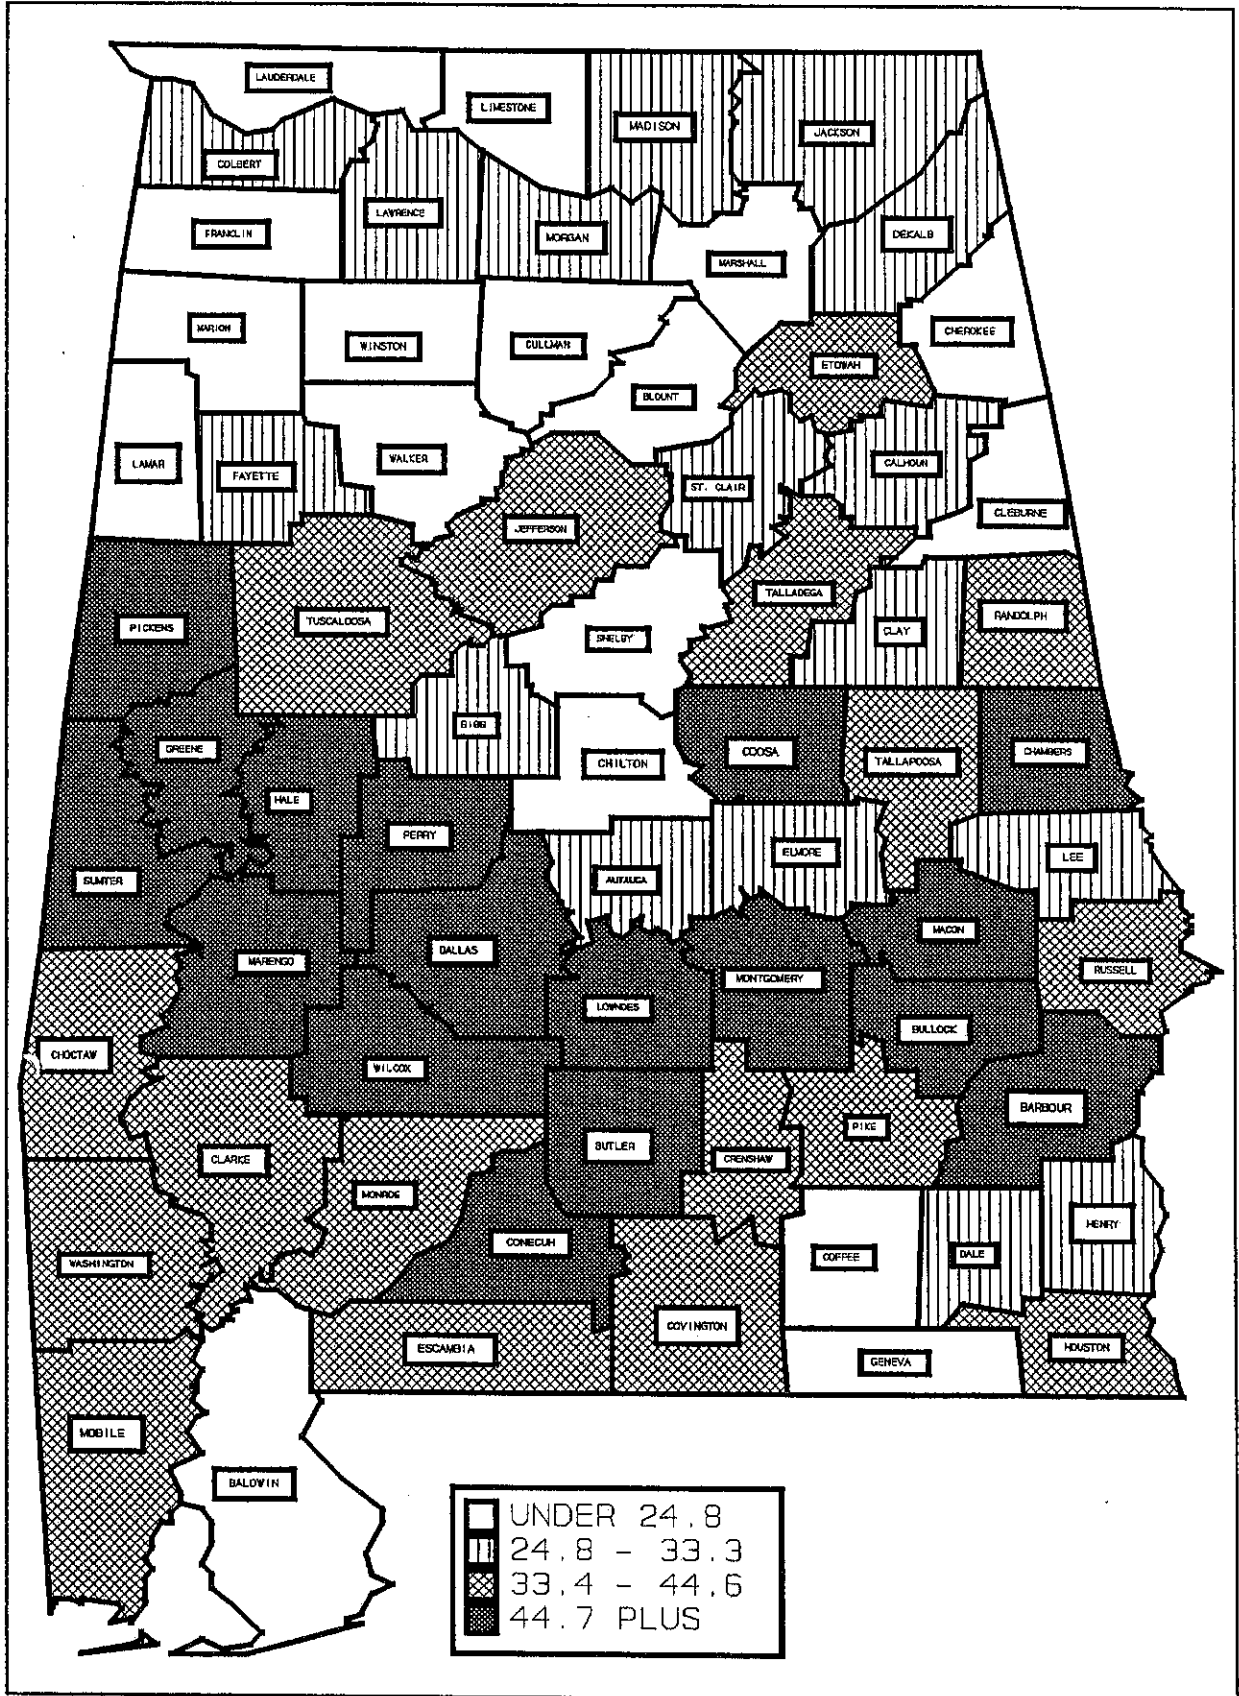 LAUDERDALE
LIMESTONE
MADISON
JACKSON
COLBERT
LAWRENCE
FRANKLIN
MORGAN
DEKALB
MARSHALL
MARION
WINSTON
CULLMAN
CHEROKEE
ETOWAH
BLOUNT
LAMAR
FAYETTE
WALKER
ST. CLAIR
CALHOUN
CLEBURNE
JEFFERSON
PICKENS
TUSCALOOSA
TALLADEGA
RANDOLPH
SHELBY
CLAY
BIBB
GREENE
CHILTON
COOSA
TALLAPOOSA
CHAMBERS
HALE
PERRY
SUMTER
AUTAUGA
ELMORE
LEE
MARENGO
DALLAS
MACON
LOWNDES
MONTGOMERY
RUSSELL
BULLOCK
CHOCTAW
WILCOX
BARBOUR
CLARKE
BUTLER
CRENSHAW
PIKE
MONROE
WASHINGTON
CONECUH
COFFEE
DALE
HENRY
ESCAMBIA
COVINGTON
GENEVA
HOUSTON
MOBILE
BALDWIN
UNDER 24.8
24.8 - 33.3
33.4 - 44.6
44.7 PLUS